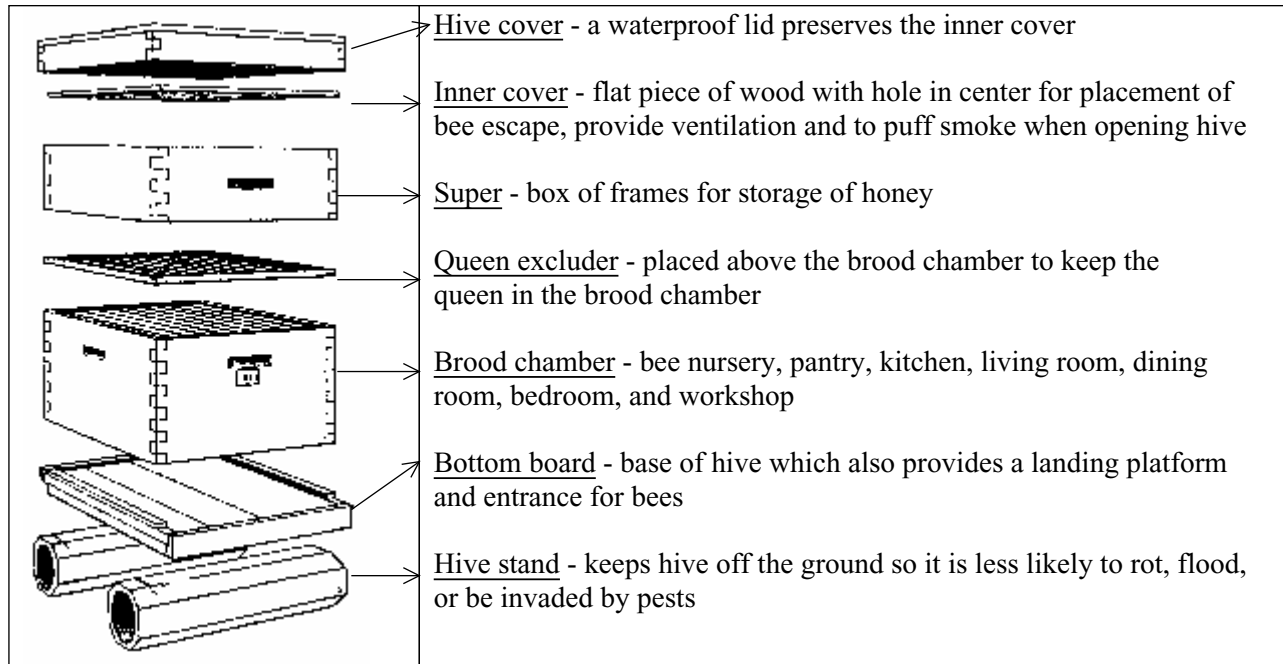 Hive cover - a waterproof lid preserves the inner cover
Inner cover - flat piece of wood with hole in center for placement of
bee escape, provide ventilation and to puff smoke when opening hive
Super - box of frames for storage of honey
Queen excluder - placed above the brood chamber to keep the
queen in the brood chamber
Brood chamber - bee nursery, pantry, kitchen, living room, dining
room, bedroom, and workshop
Bottom board - base of hive which also provides a landing platform
and entrance for bees
Hive stand - keeps hive off the ground so it is less likely to rot, flood,
or be invaded by pests